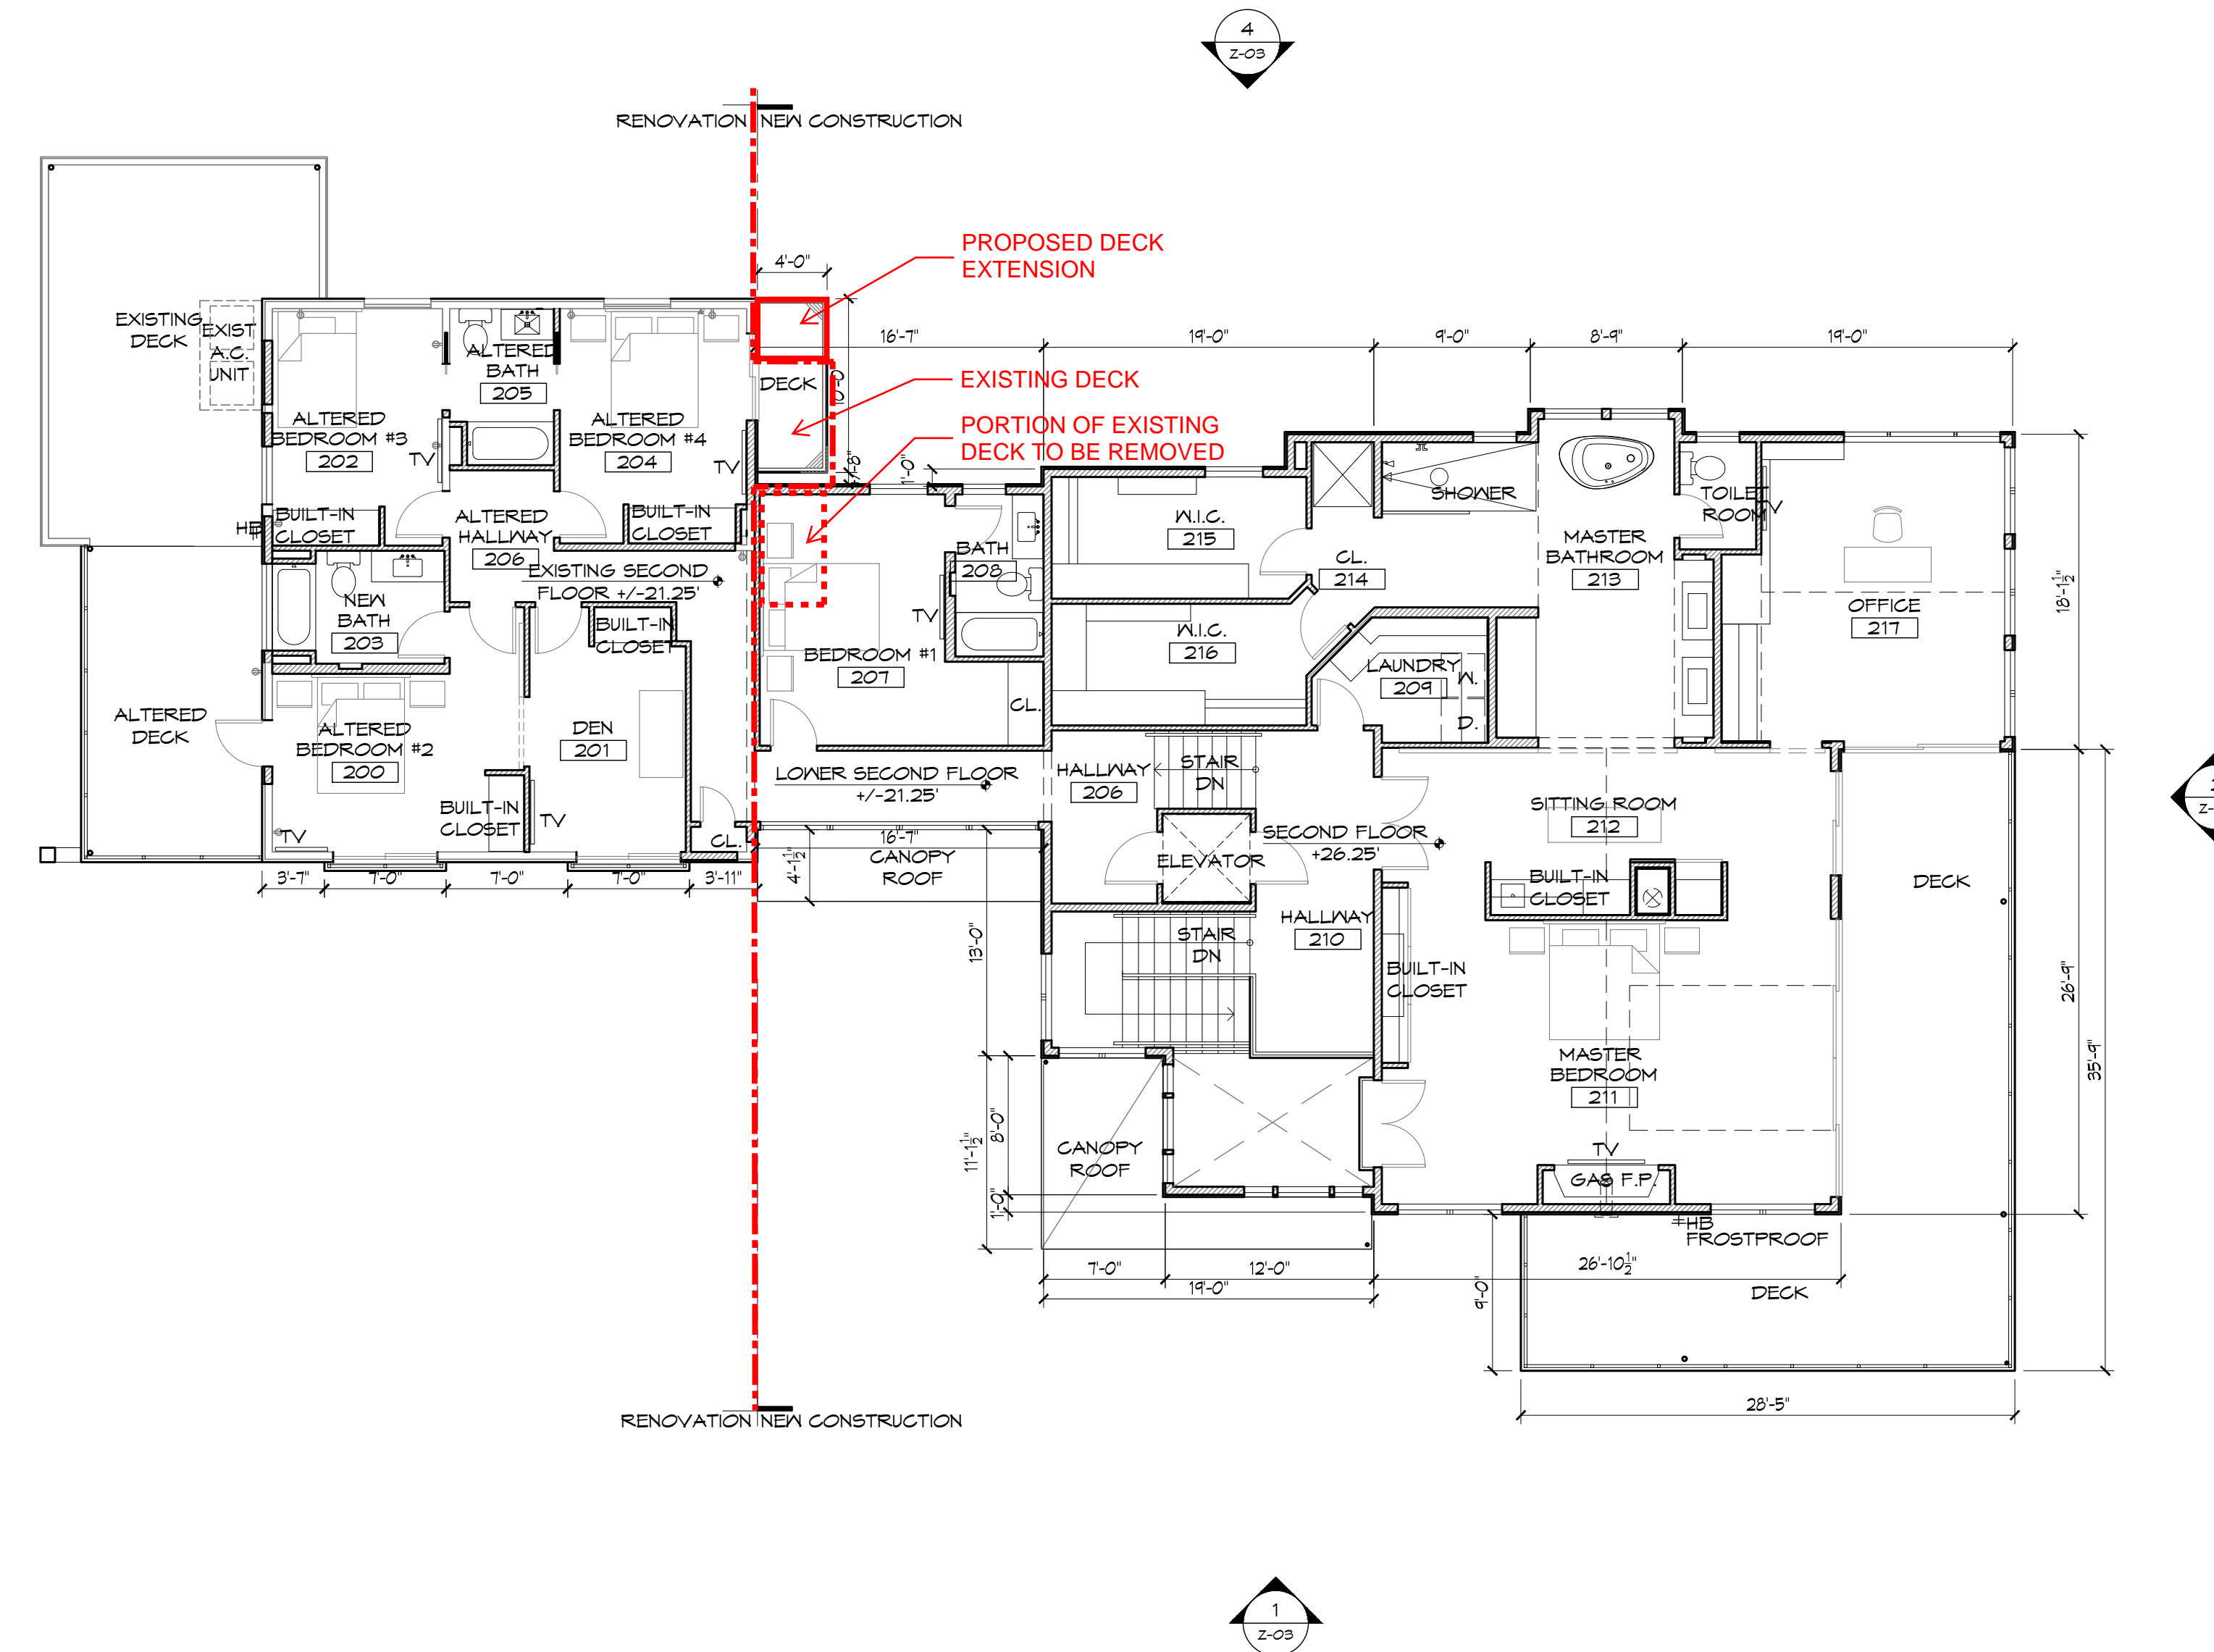 4
Z-03
RENOVATION NEW CONSTRUCTION
PROPOSED DECK
EXTENSION
4'-0"
EXISTING
DECK
EXIST
A.C.
UNIT
16'-7"
19'-0"
9'-0"
8'-9"
19'-0"
ALTERED
BATH
205
DECK
EXISTING DECK
PORTION OF EXISTING
DECK TO BE REMOVED
ALTERED
BEDROOM #3
202
ALTERED
BEDROOM #4
204
TV
TV
1'-0"
SHOWER
TOILET
ROOM
TV
HB
BUILT-IN
CLOSET
ALTERED
HALLWAY
206
BUILT-IN
CLOSET
W.I.C.
215
MASTER
BATHROOM
213
BATH
208
CL.
214
EXISTING SECOND
FLOOR +/-21.25'
NEW
BATH
203
BUILT-IN
CLOSET
TV
W.I.C.
216
OFFICE
217
18'-1½"
BEDROOM #1
207
LAUNDRY
209
W.
D.
CL.
ALTERED
DECK
ALTERED
BEDROOM #2
200
DEN
201
LOWER SECOND FLOOR
+/-21.25'
HALLWAY
206
STAIR
DN
SITTING ROOM
212
BUILT-IN
CLOSET
TV
TV
CL.
16'-7"
CANOPY
ROOF
4'-1½"
ELEVATOR
SECOND FLOOR
+26.25'
3'-7"
7'-0"
7'-0"
7'-0"
3'-11"
BUILT-IN
CLOSET
DECK
13'-0"
STAIR
DN
HALLWAY
210
BUILT-IN
CLOSET
26'-9"
35'-9"
MASTER
BEDROOM
211
CANOPY
ROOF
8'-0"
11'-1½"
1'-0"
TV
GAS F.P.
HB
FROSTPROOF
7'-0"
12'-0"
26'-10½"
19'-0"
9'-0"
DECK
28'-5"
RENOVATION NEW CONSTRUCTION
1
Z-03